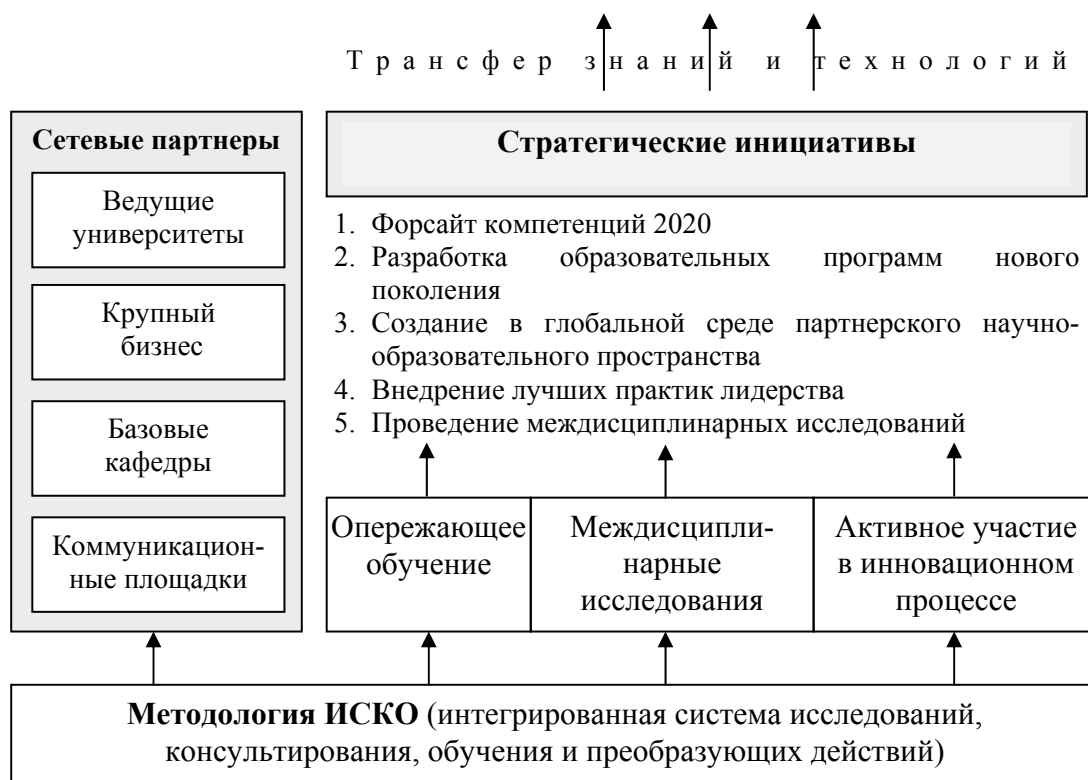 Трансфер знаний и технологий
Сетевые партнеры
Ведущие
университеты
Крупный
бизнес
Базовые
кафедры
Коммуникацион-
ные площадки
Стратегические инициативы
1. Форсайт компетенций 2020
2. Разработка образовательных программ нового
поколения
3. Создание в глобальной среде партнерского научно-
образовательного пространства
4. Внедрение лучших практик лидерства
5. Проведение междисциплинарных исследований
Опережающее
обучение
Междисципли-
нарные
исследования
Активное участие
в инновационном
процессе
Методология ИСКО (интегрированная система исследований,
консультирования, обучения и преобразующих действий)